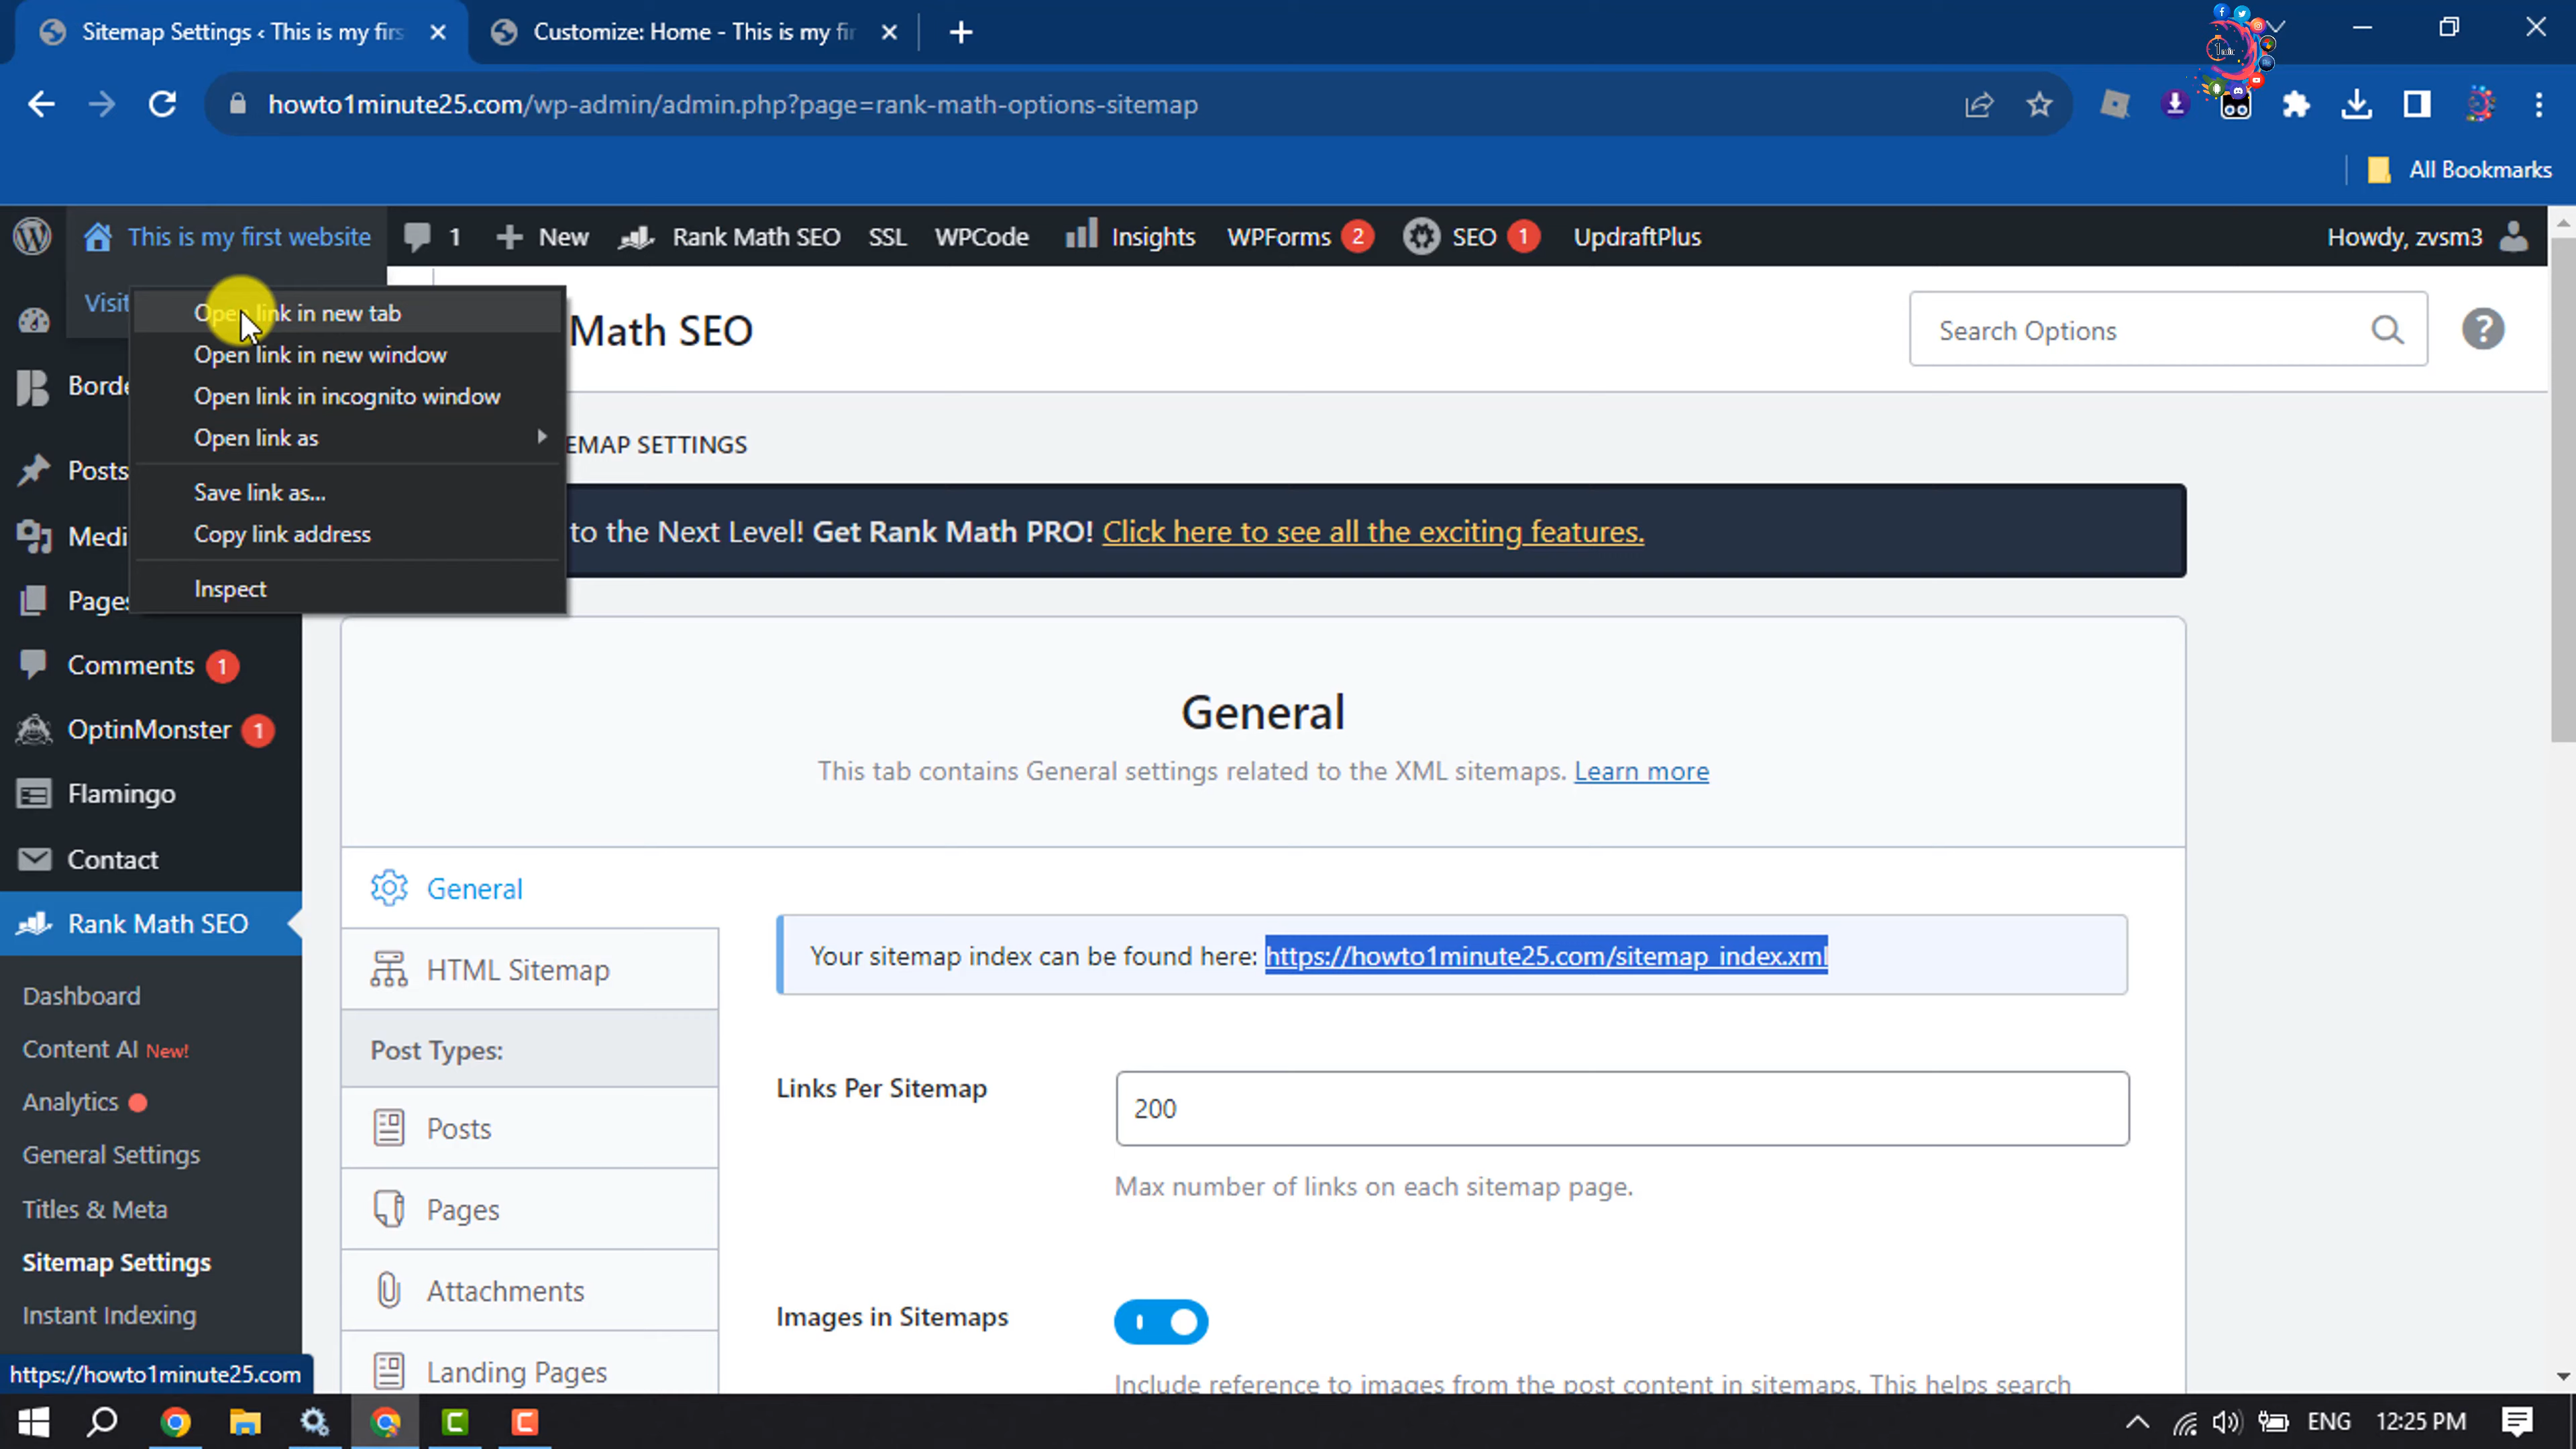 Sitemap Settings ‹ This is my firs
Customize: Home - This is my fir
howto1minute25.com/wp-admin/admin.php?page=rank-math-options-sitemap
All Bookmarks
This is my first website
1
New
Rank Math SEO
SSL
WPCode
Insights
WPForms 2
SEO 1
UpdraftPlus
Howdy, zvsm3
Visit
Open link in new tab
Open link in new window
Open link in incognito window
Open link as
Save link as...
Copy link address
Inspect
Math SEO
Search Options
?
EMAP SETTINGS
to the Next Level! Get Rank Math PRO! Click here to see all the exciting features.
Borde
Posts
Medi
Pages
Comments 1
OptinMonster 1
Flamingo
Contact
Rank Math SEO
Dashboard
Content AI New!
Analytics
General Settings
Titles & Meta
Sitemap Settings
Instant Indexing
https://howto1minute25.com
General
This tab contains General settings related to the XML sitemaps. Learn more
General
HTML Sitemap
Post Types:
Posts
Pages
Attachments
Landing Pages
Your sitemap index can be found here: https://howto1minute25.com/sitemap_index.xml
Links Per Sitemap
200
Max number of links on each sitemap page.
Images in Sitemaps
Include reference to images from the post content in sitemaps. This helps search
ENG
12:25 PM